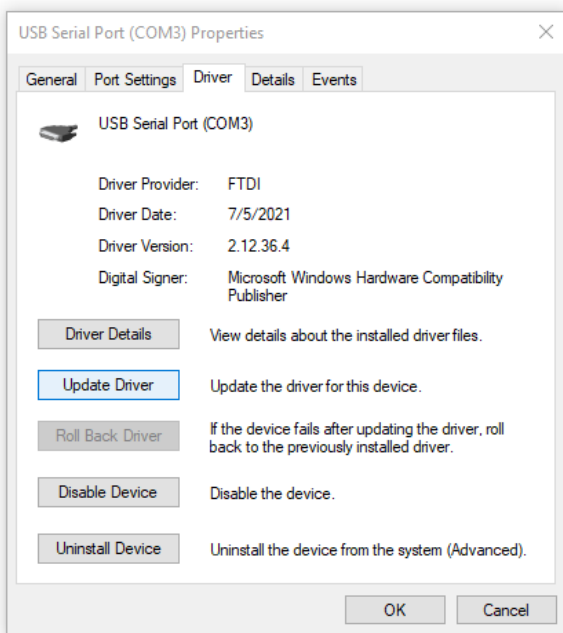 USB Serial Port (COM3) Properties
General Port Settings Driver Details Events
USB Serial Port (COM3)
Driver Provider: FTDI
Driver Date: 7/5/2021
Driver Version: 2.12.36.4
Digital Signer: Microsoft Windows Hardware Compatibility
Publisher
Driver Details View details about the installed driver files.
Update Driver Update the driver for this device.
Roll Back Driver If the device fails after updating the driver, roll
back to the previously installed driver.
Disable Device Disable the device.
Uninstall Device Uninstall the device from the system (Advanced).
OK Cancel